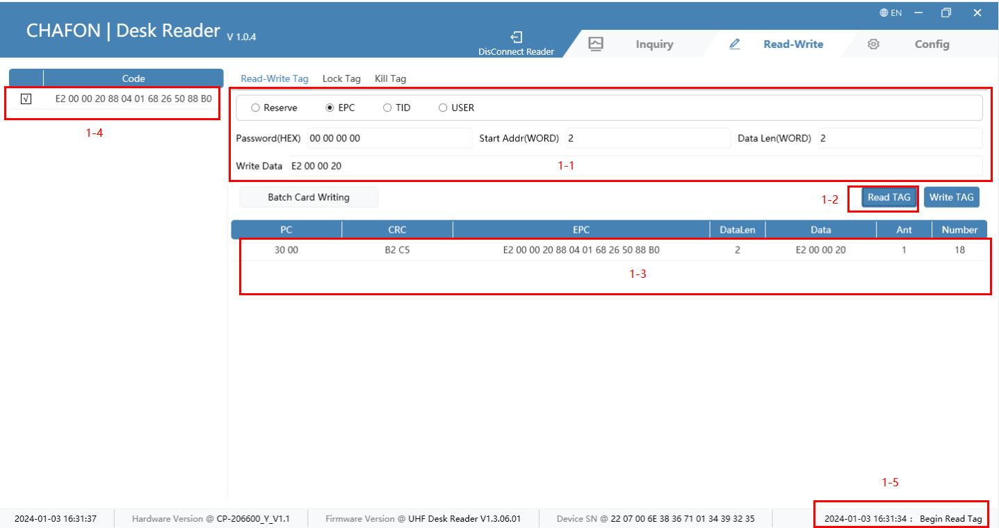 EN
CHAFON | Desk Reader V 1.0.4
DisConnect Reader
Inquiry
Read-Write
Config
Code
√ E2 00 00 20 88 04 01 68 26 50 88 B0
1-4
Read-Write Tag Lock Tag Kill Tag
Reserve EPC TID USER
Password(HEX) 00 00 00 00 Start Addr(WORD) 2 Data Len(WORD) 2
Write Data E2 00 00 20
1-1
Batch Card Writing
1-2
Read TAG Write TAG
PC CRC EPC DataLen Data Ant Number
30 00 B2 C5 E2 00 00 20 88 04 01 68 26 50 88 B0 2 E2 00 00 20 1 18
1-3
1-5
2024-01-03 16:31:37 Hardware Version @ CP-206600_Y_V1.1 Firmware Version @ UHF Desk Reader V1.3.06.01 Device SN @ 22 07 00 6E 38 36 71 01 34 39 32 35 2024-01-03 16:31:34 : Begin Read Tag